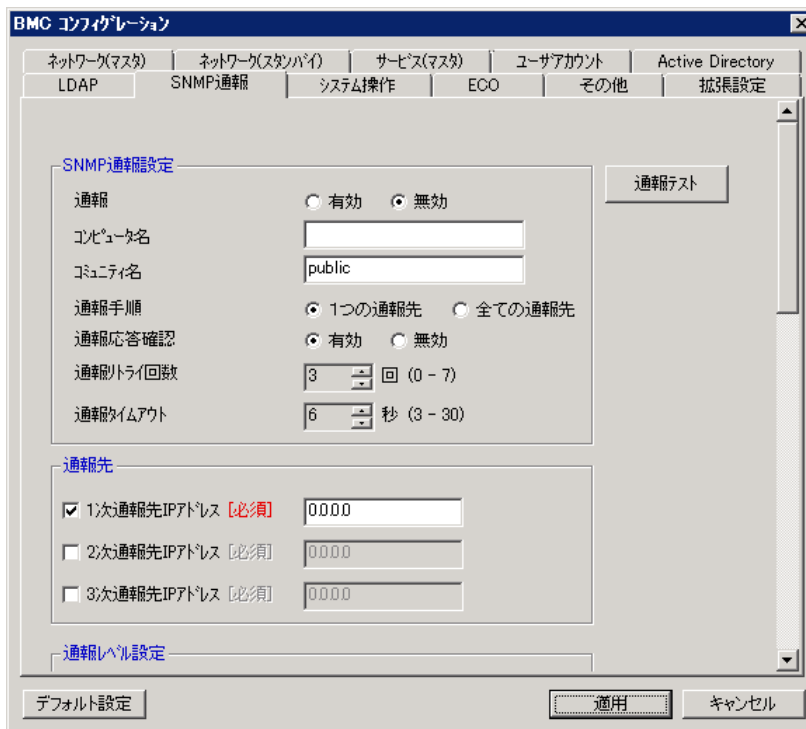 BMC コンフィグレーション
ネットワーク(マスタ) ネットワーク(スタンバイ) サービス(マスタ) ユーザアカウント Active Directory
LDAP SNMP通報 システム操作 ECO その他 拡張設定
SNMP通報設定
通報テスト
通報 有効 無効
コンピュータ名
コミュニティ名 public
通報手順 1つの通報先 全ての通報先
通報応答確認 有効 無効
通報リトライ回数 3 回 (0 - 7)
通報タイムアウト 6 秒 (3 - 30)
通報先
1次通報先IPアドレス [必須] 0.0.0.0
2次通報先IPアドレス [必須] 0.0.0.0
3次通報先IPアドレス [必須] 0.0.0.0
通報レベル設定
デフォルト設定 適用 キャンセル